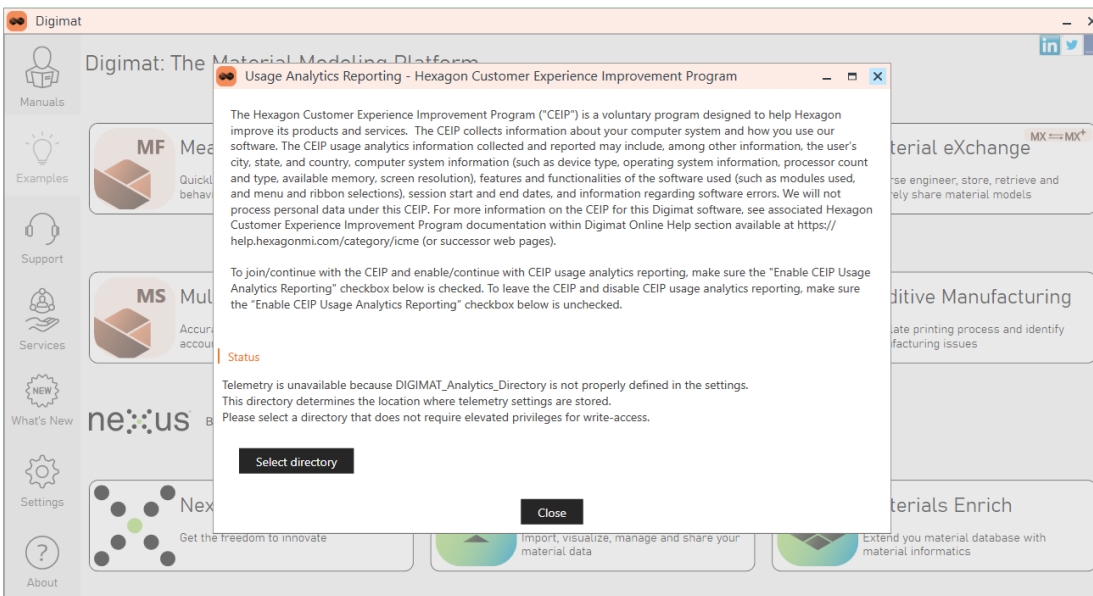 Digimat
Manuals
Examples
Support
Services
NEW
What's New
Settings
About
Digimat: The Material Modeling Platform
in
MF Mea
Quickl
behavi
MX MX+
terial eXchange
rse engineer, store, retrieve and
rely share material models
MS Mul
Accura
accou
ditive Manufacturing
late printing process and identify
facturing issues
nexus B
Nex
Get the freedom to innovate
Import, visualize, manage and share your
material data
terials Enrich
Extend you material database with
material informatics
Usage Analytics Reporting - Hexagon Customer Experience Improvement Program
The Hexagon Customer Experience Improvement Program ("CEIP") is a voluntary program designed to help Hexagon
improve its products and services. The CEIP collects information about your computer system and how you use our
software. The CEIP usage analytics information collected and reported may include, among other information, the user's
city, state, and country, computer system information (such as device type, operating system information, processor count
and type, available memory, screen resolution), features and functionalities of the software used (such as modules used,
and menu and ribbon selections), session start and end dates, and information regarding software errors. We will not
process personal data under this CEIP. For more information on the CEIP for this Digimat software, see associated Hexagon
Customer Experience Improvement Program documentation within Digimat Online Help section available at https://
help.hexagonmi.com/category/icme (or successor web pages).
To join/continue with the CEIP and enable/continue with CEIP usage analytics reporting, make sure the "Enable CEIP Usage
Analytics Reporting" checkbox below is checked. To leave the CEIP and disable CEIP usage analytics reporting, make sure
the "Enable CEIP Usage Analytics Reporting" checkbox below is unchecked.
Status
Telemetry is unavailable because DIGIMAT_Analytics_Directory is not properly defined in the settings.
This directory determines the location where telemetry settings are stored.
Please select a directory that does not require elevated privileges for write-access.
Select directory
Close